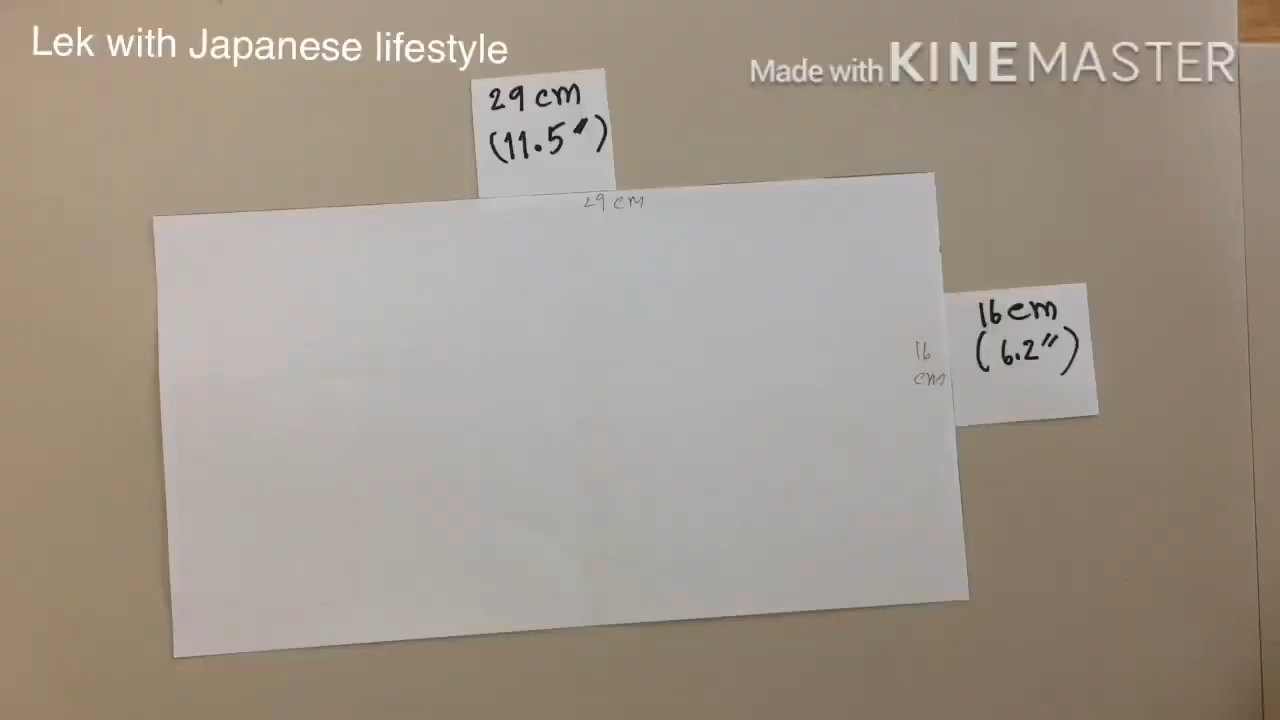 Lek with Japanese lifestyle
Made with KINEMASTER
29 cm
(11.5")
29 cm
16 cm
(6.2")
16
cm